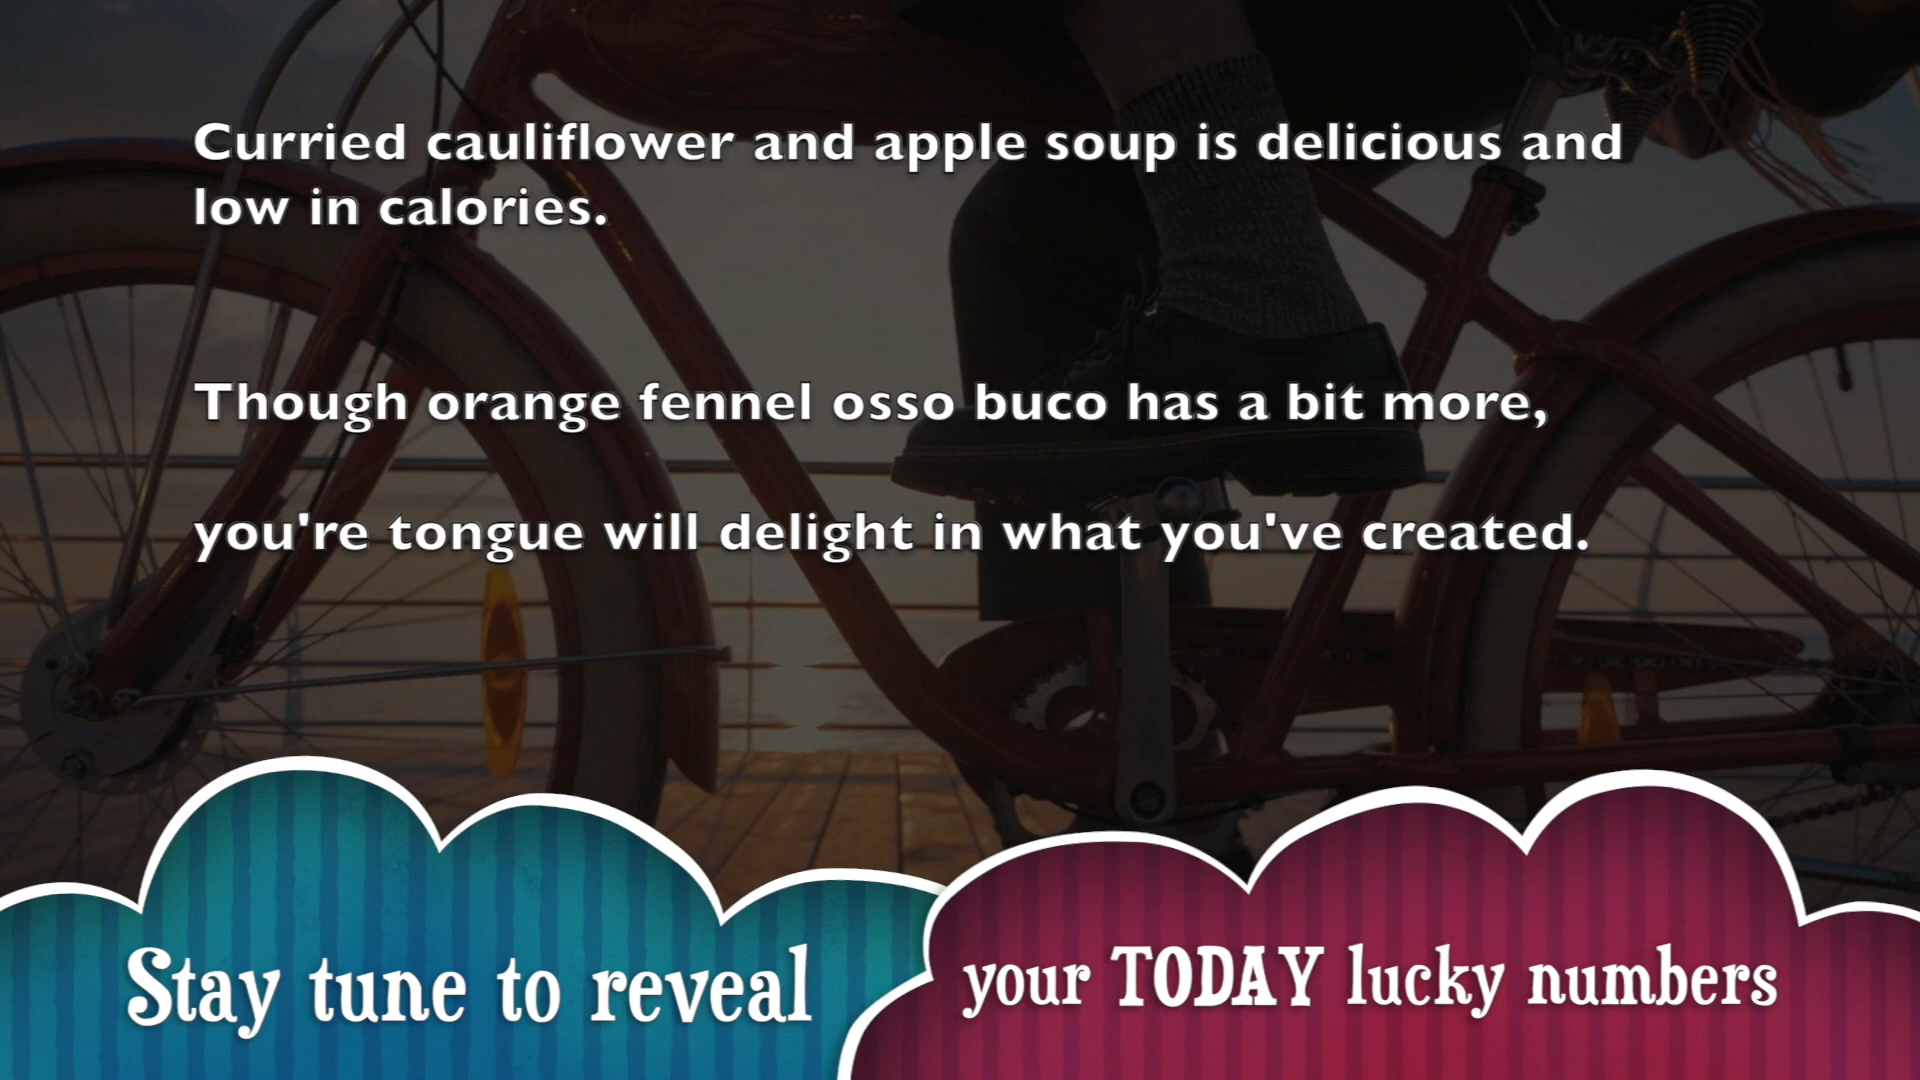 Curried cauliflower and apple soup is delicious and
low in calories.
Though orange fennel osso buco has a bit more,
you're tongue will delight in what you've created.
Stay tune to reveal
your TODAY lucky numbers